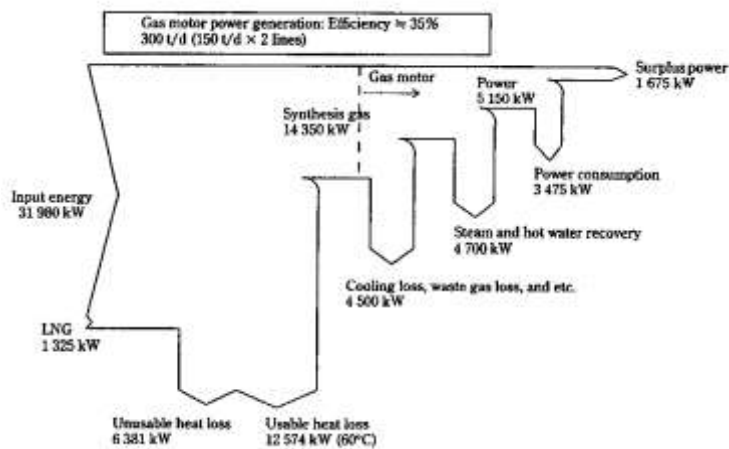 Gas motor power generation: Efficiency ≒ 35%
300 t/d (150 t/d × 2 lines)
Surplus power
1 675 kW
Gas motor
Power
5 150 kW
Synthesis gas
14 350 kW
Power consumption
3 475 kW
Input energy
31 980 kW
Steam and hot water recovery
4 700 kW
Cooling loss, waste gas loss, and etc.
4 500 kW
LNG
1 325 kW
Unusable heat loss
6 381 kW
Usable heat loss
12 574 kW (60°C)